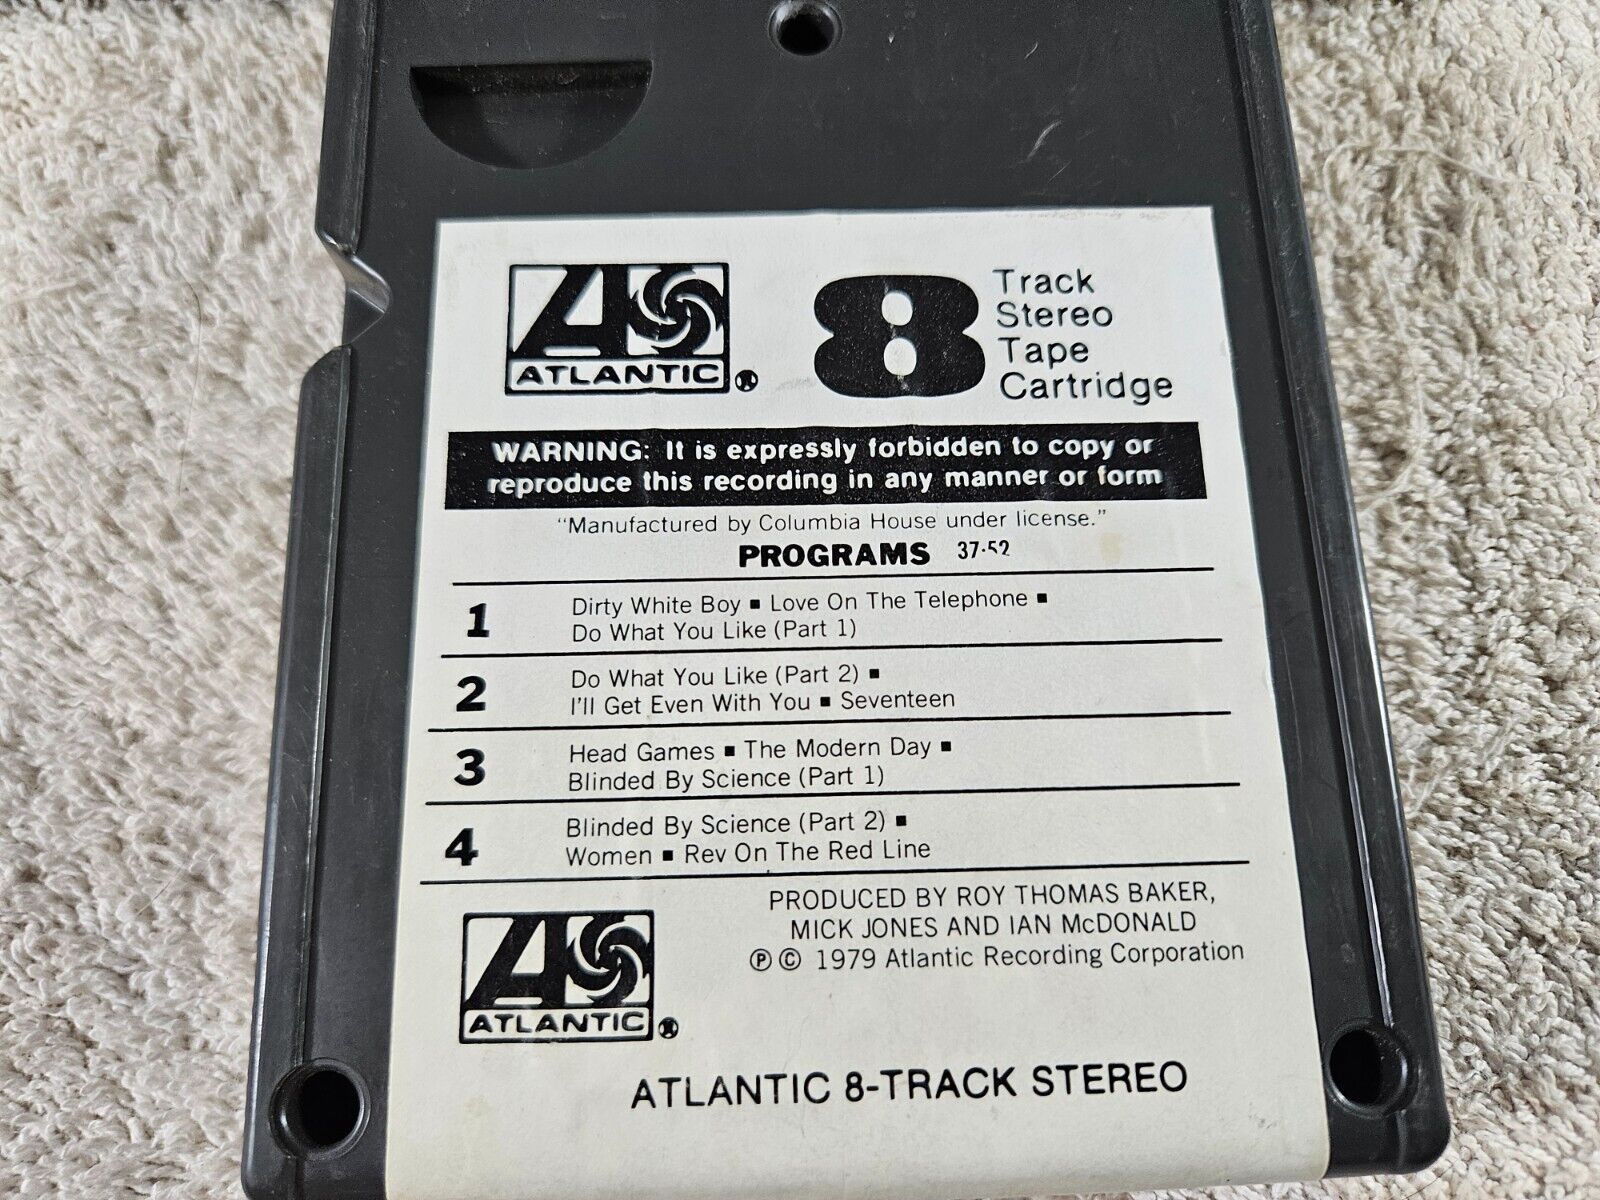 ATLANTIC ®
8 Track
Stereo
Tape
Cartridge
WARNING: It is expressly forbidden to copy or
reproduce this recording in any manner or form
"Manufactured by Columbia House under license."
PROGRAMS 37-52
1 Dirty White Boy ■ Love On The Telephone ■
Do What You Like (Part 1)
2 Do What You Like (Part 2) ■
I'll Get Even With You ■ Seventeen
3 Head Games ■ The Modern Day ■
Blinded By Science (Part 1)
4 Blinded By Science (Part 2) ■
Women ■ Rev On The Red Line
PRODUCED BY ROY THOMAS BAKER,
MICK JONES AND IAN McDONALD
℗ © 1979 Atlantic Recording Corporation
ATLANTIC ®
ATLANTIC 8-TRACK STEREO